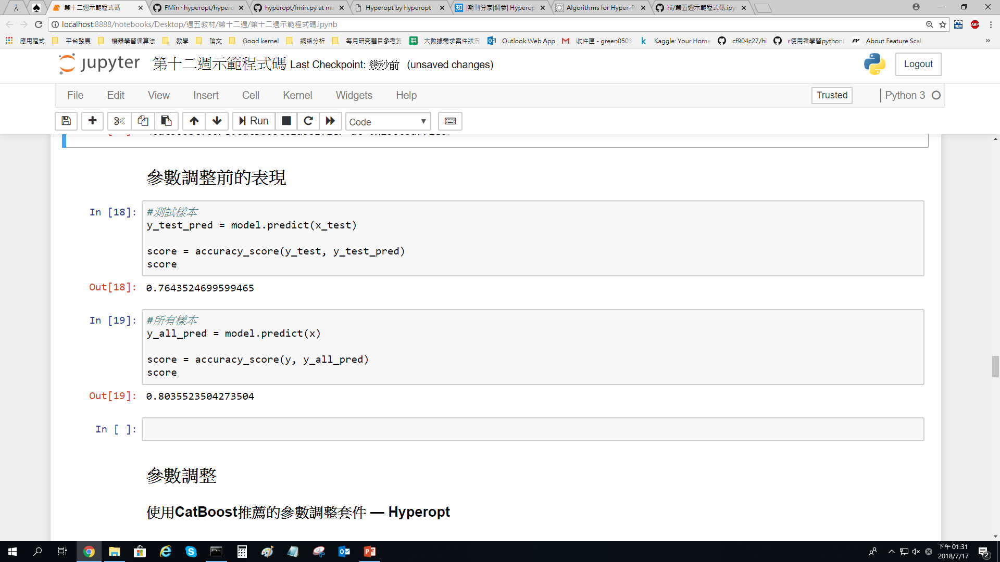 第十二週示範程式碼
FMin · hyperopt/hypero
hyperopt/fmin.py at ma
Hyperopt by hyperopt
|期刊分享|调参| Hyperop
Algorithms for Hyper-Pa
hi/第五週示範程式碼.ipy
localhost:8888/notebooks/Desktop/週五教材/第十二週/第十二週示範程式碼.ipynb
應用程式
平台發展
機器學習演算法
教學
論文
Good kernel
網絡分析
每月研究題目參考資
大數據需求案件狀況
Outlook Web App
收件匣 - green0503
Kaggle: Your Home
cf904c27/hi
r使用者學習python
About Feature Scali
jupyter 第十二週示範程式碼 Last Checkpoint: 幾秒前 (unsaved changes)
Logout
File Edit View Insert Cell Kernel Widgets Help
Trusted
Python 3
Run
Code
參數調整前的表現
In [18]:
#測試樣本
y_test_pred = model.predict(x_test)
score = accuracy_score(y_test, y_test_pred)
score
Out[18]: 0.7643524699599465
In [19]:
#所有樣本
y_all_pred = model.predict(x)
score = accuracy_score(y, y_all_pred)
score
Out[19]: 0.8035523504273504
In [ ]:
參數調整
使用CatBoost推薦的參數調整套件 — Hyperopt
下午 01:31
2018/7/17
2